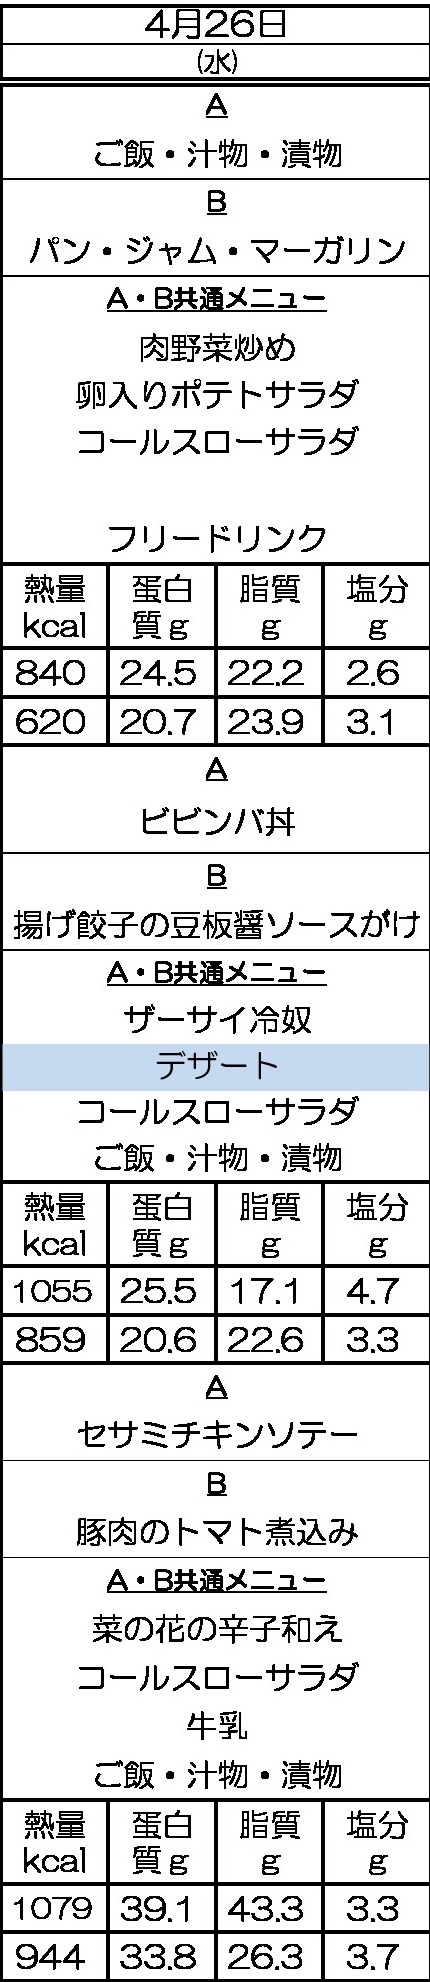 4月26日
(水)
A
ご飯・汁物・漬物
B
パン・ジャム・マーガリン
A・B共通メニュー
肉野菜炒め
卵入りポテトサラダ
コールスローサラダ
フリードリンク
熱量 蛋白 脂質 塩分
kcal 質g g g
840 24.5 22.2 2.6
620 20.7 23.9 3.1
A
ビビンバ丼
B
揚げ餃子の豆板醤ソースがけ
A・B共通メニュー
ザーサイ冷奴
デザート
コールスローサラダ
ご飯・汁物・漬物
熱量 蛋白 脂質 塩分
kcal 質g g g
1055 25.5 17.1 4.7
859 20.6 22.6 3.3
A
セサミチキンソテー
B
豚肉のトマト煮込み
A・B共通メニュー
菜の花の辛子和え
コールスローサラダ
牛乳
ご飯・汁物・漬物
熱量 蛋白 脂質 塩分
kcal 質g g g
1079 39.1 43.3 3.3
944 33.8 26.3 3.7